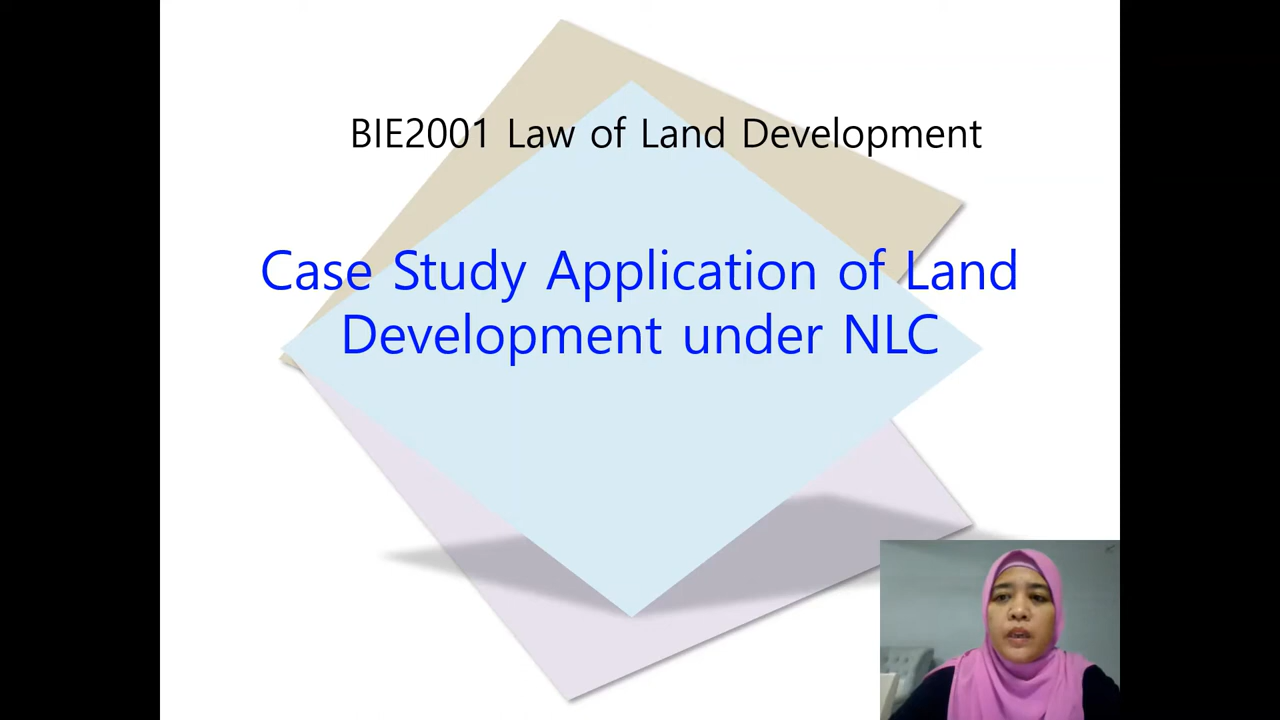 BIE2001 Law of Land Development
Case Study Application of Land
Development under NLC